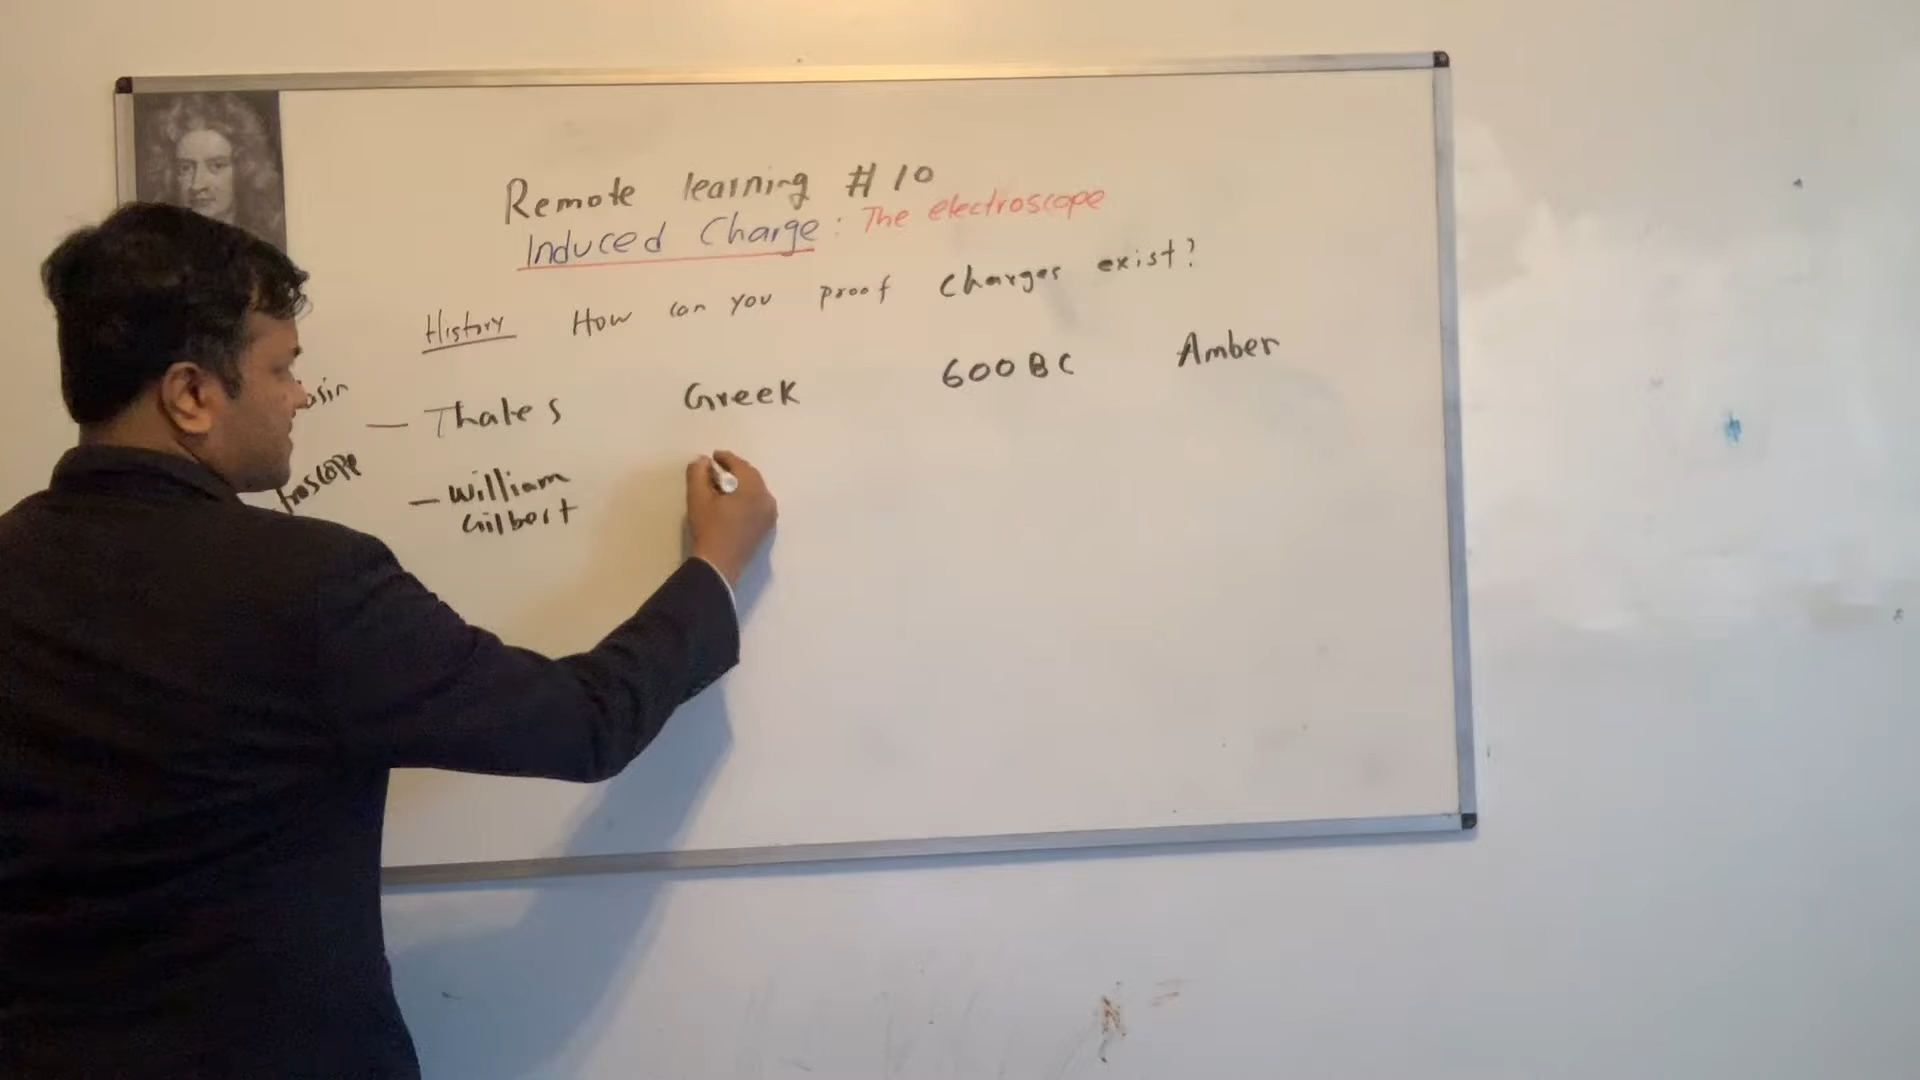 Remote learning # 10
Induced Charge: The electroscope
History How can you proof Charges exist?
— Thales Greek 600 BC Amber
— William
Gilbert